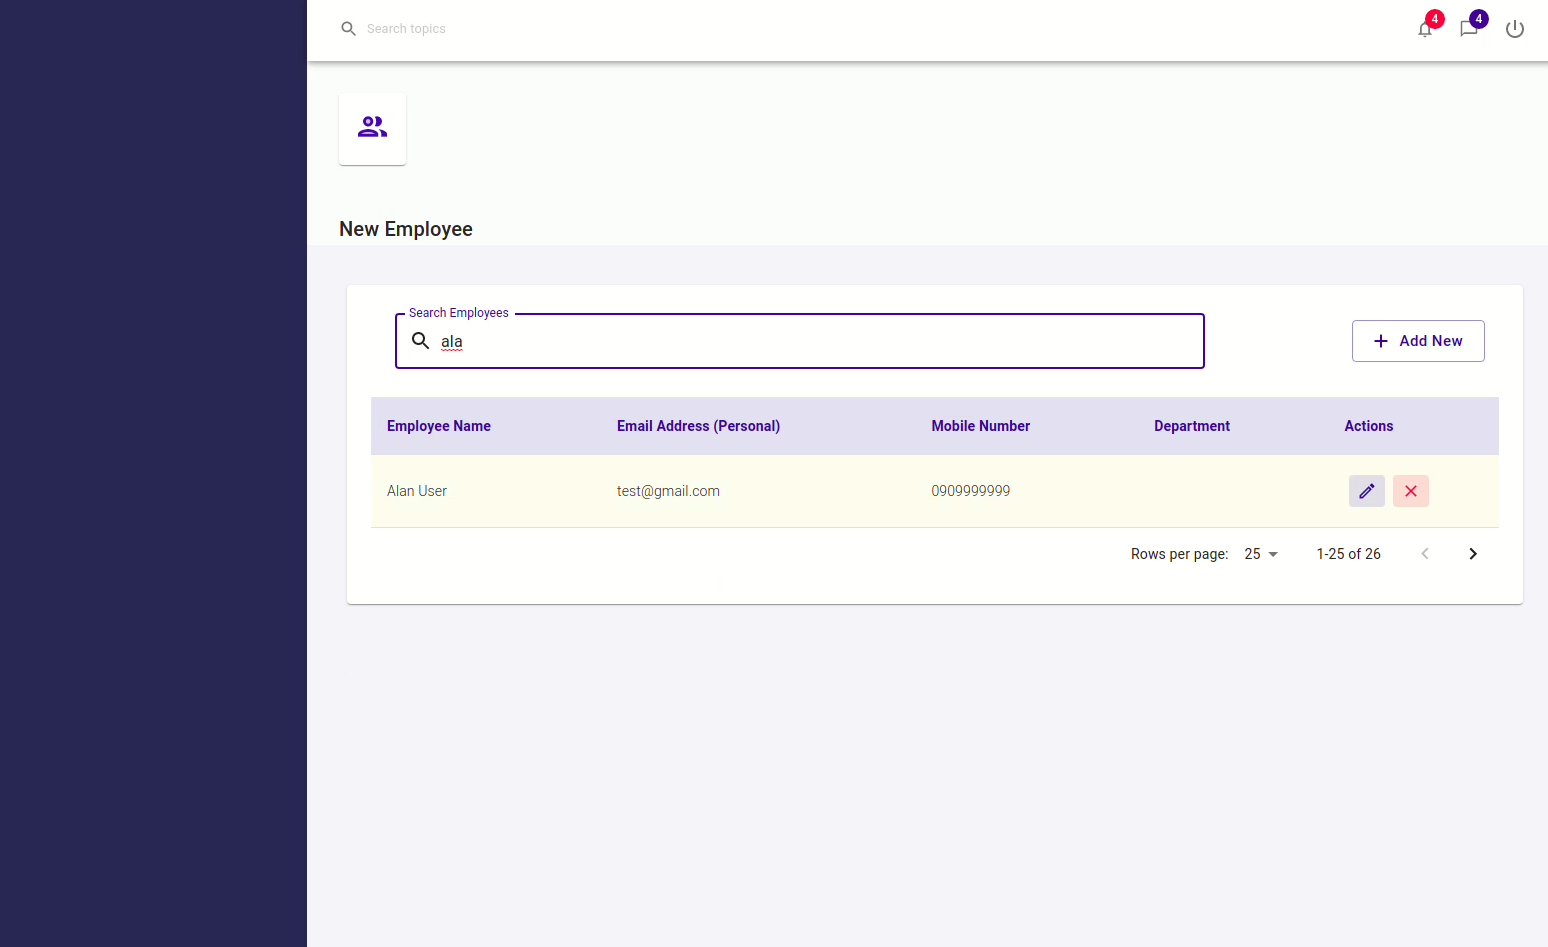 Search topics
4
4
New Employee
Search Employees
ala
Add New
Employee Name Email Address (Personal) Mobile Number Department Actions
Alan User test@gmail.com 0909999999
Rows per page: 25 1-25 of 26